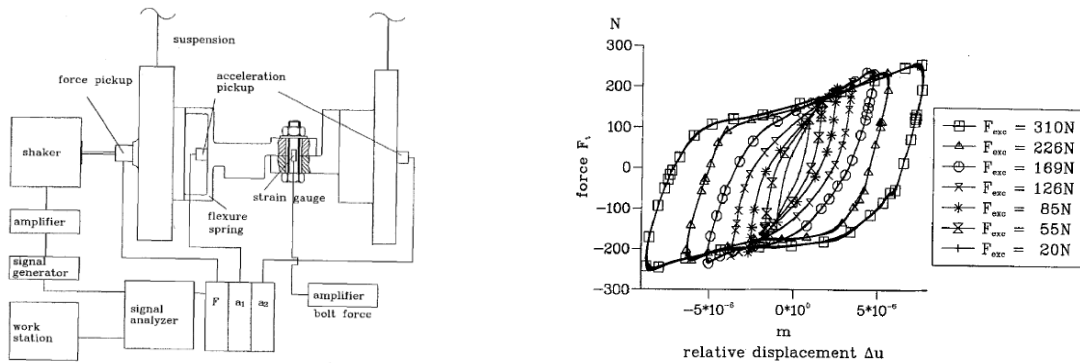 suspension
force pickup
acceleration
pickup
shaker
strain gauge
flexure
spring
amplifier
signal
generator
signal
analyzer
F
a₁
a₂
amplifier
bolt force
work
station
N
300
200
100
0
−100
−200
−300
force Fₜ
−5*10⁻⁶
0*10⁰
5*10⁻⁶
m
relative displacement Δu
Fₑₓc = 310N
Fₑₓc = 226N
Fₑₓc = 169N
Fₑₓc = 126N
Fₑₓc = 85N
Fₑₓc = 55N
Fₑₓc = 20N